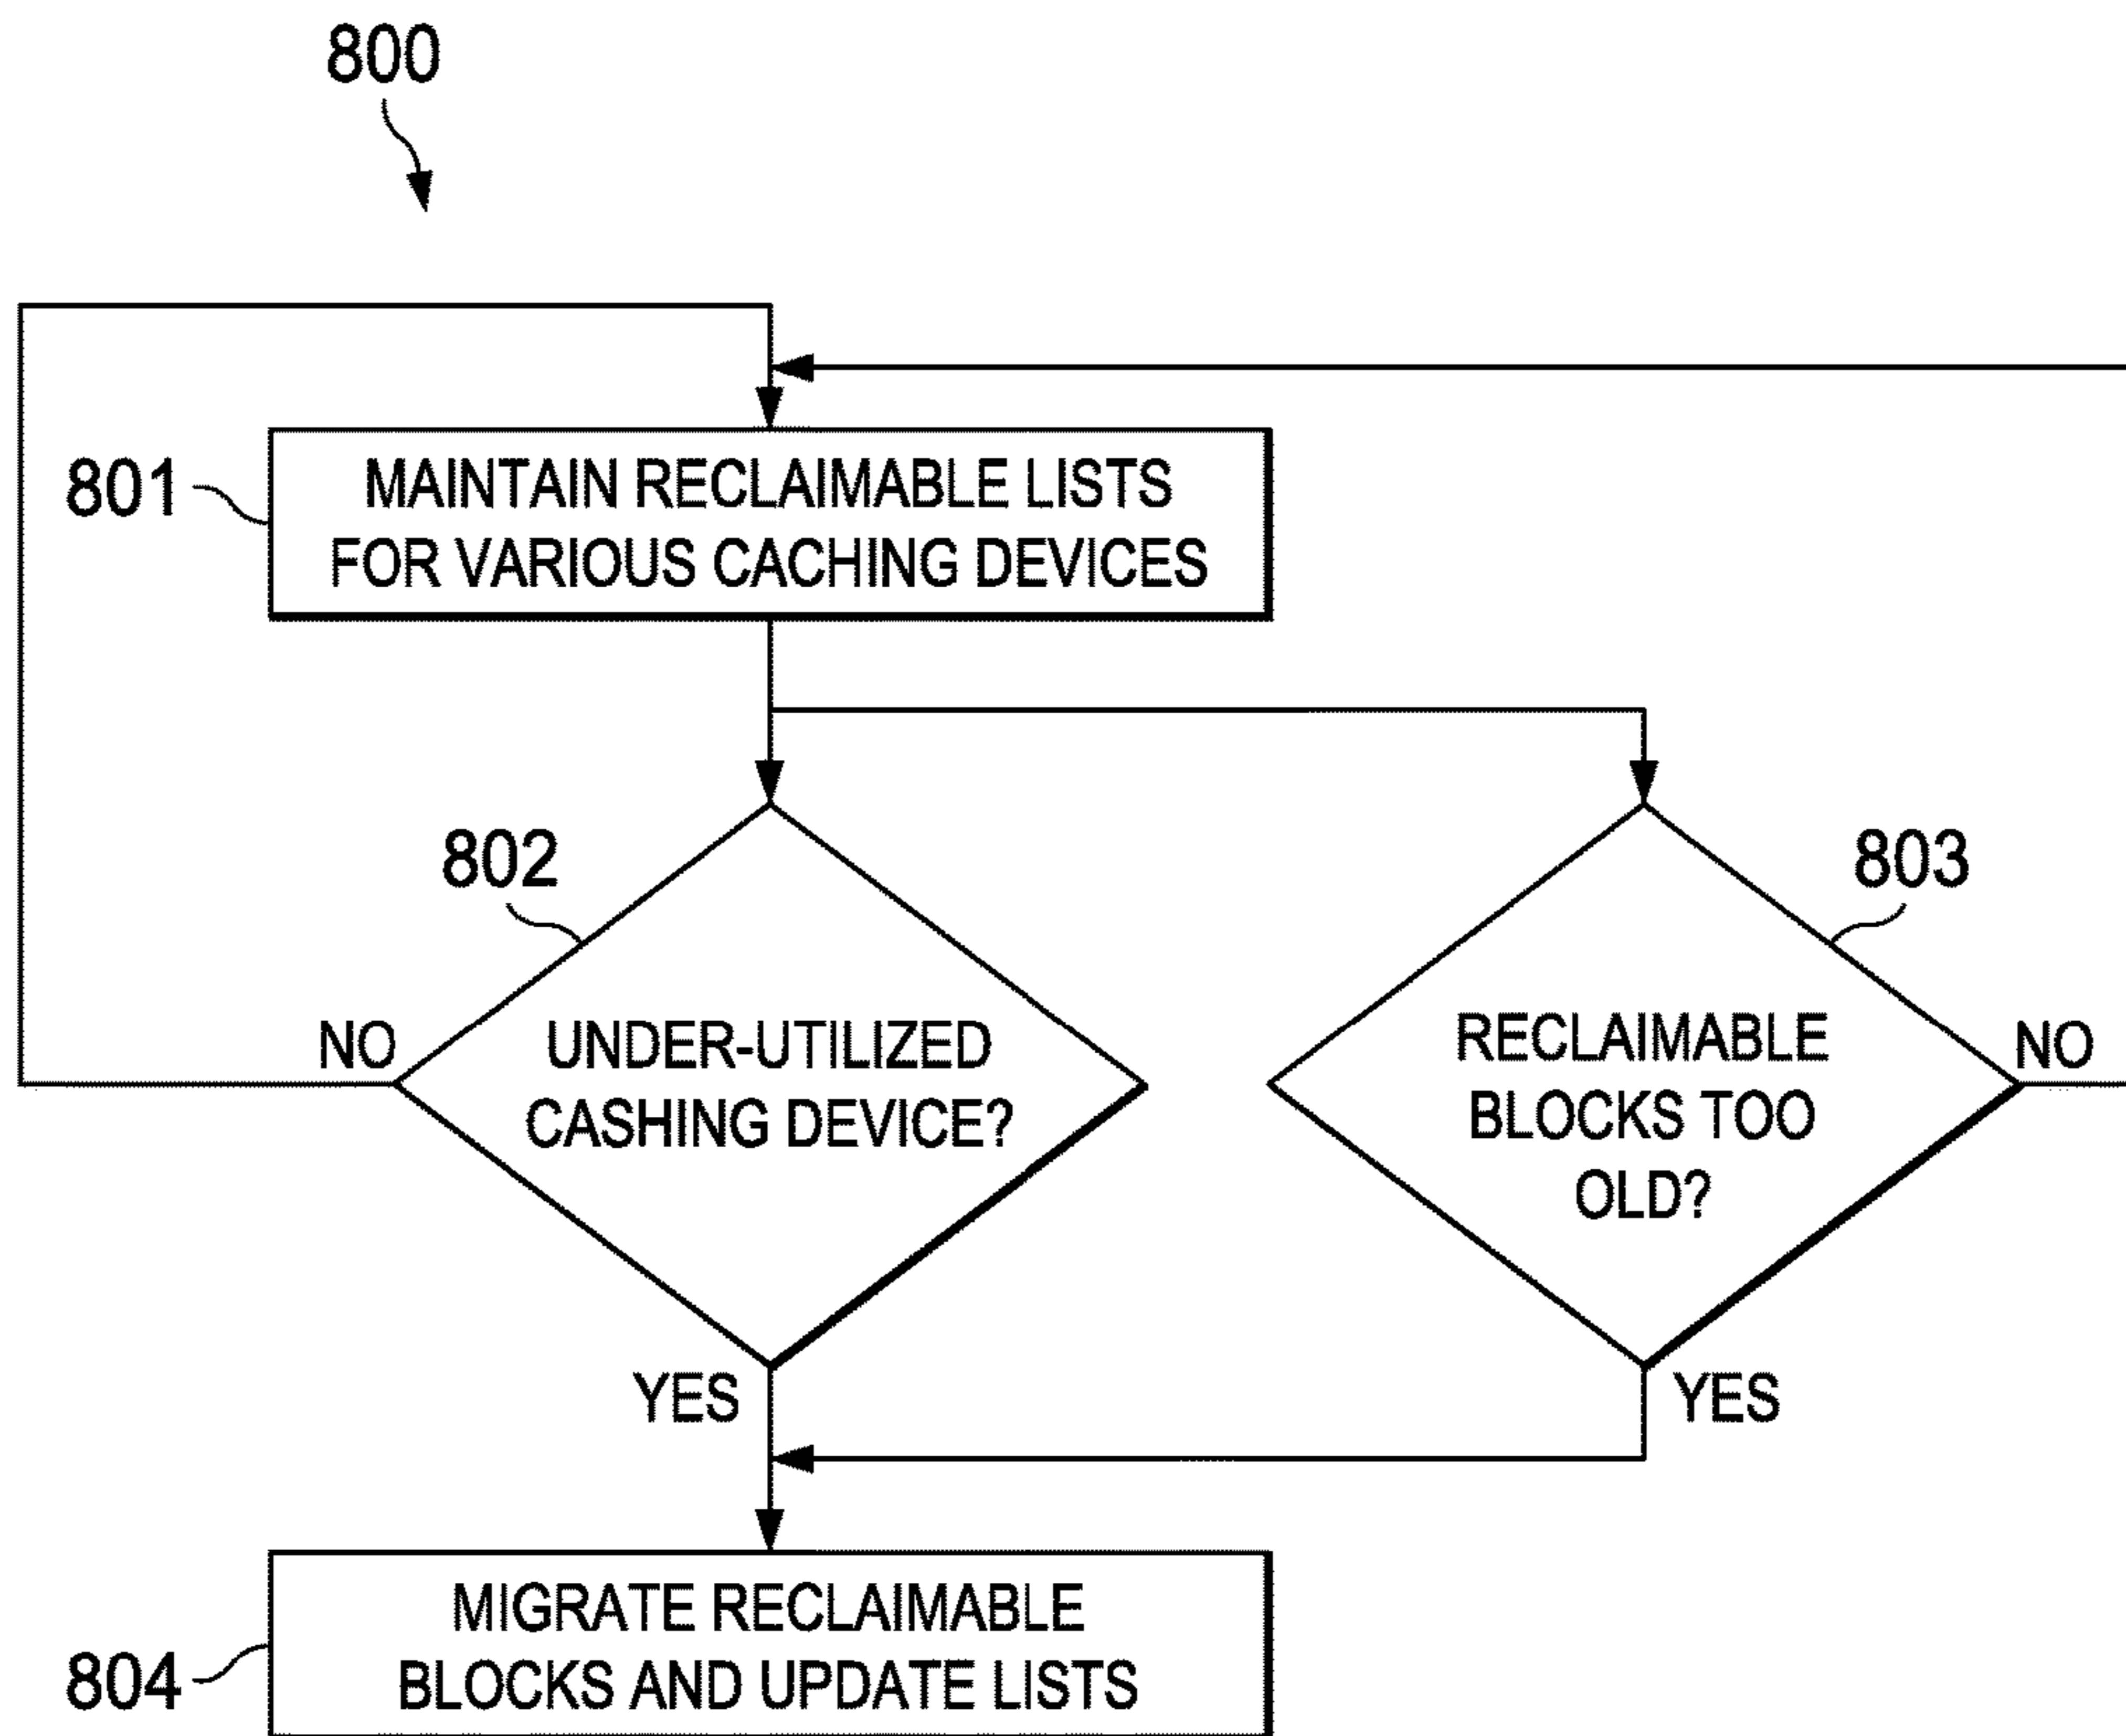 800
801
MAINTAIN RECLAIMABLE LISTS
FOR VARIOUS CACHING DEVICES
802
803
NO
UNDER-UTILIZED
CASHING DEVICE?
RECLAIMABLE
BLOCKS TOO
OLD?
NO
YES
YES
804
MIGRATE RECLAIMABLE
BLOCKS AND UPDATE LISTS